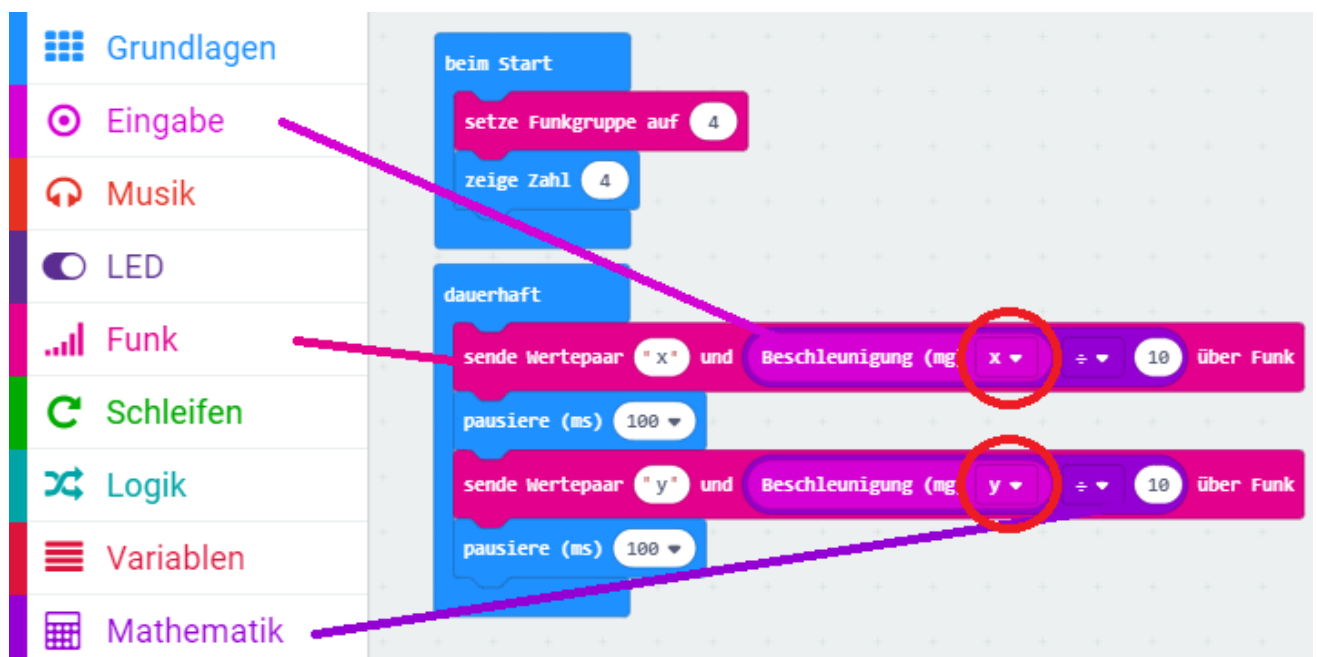 Grundlagen
Eingabe
Musik
LED
Funk
Schleifen
Logik
Variablen
Mathematik
beim Start
setze Funkgruppe auf 4
zeige Zahl 4
dauerhaft
sende Wertepaar "x" und Beschleunigung (mg) x ÷ 10 über Funk
pausiere (ms) 100
sende Wertepaar "y" und Beschleunigung (mg) y ÷ 10 über Funk
pausiere (ms) 100